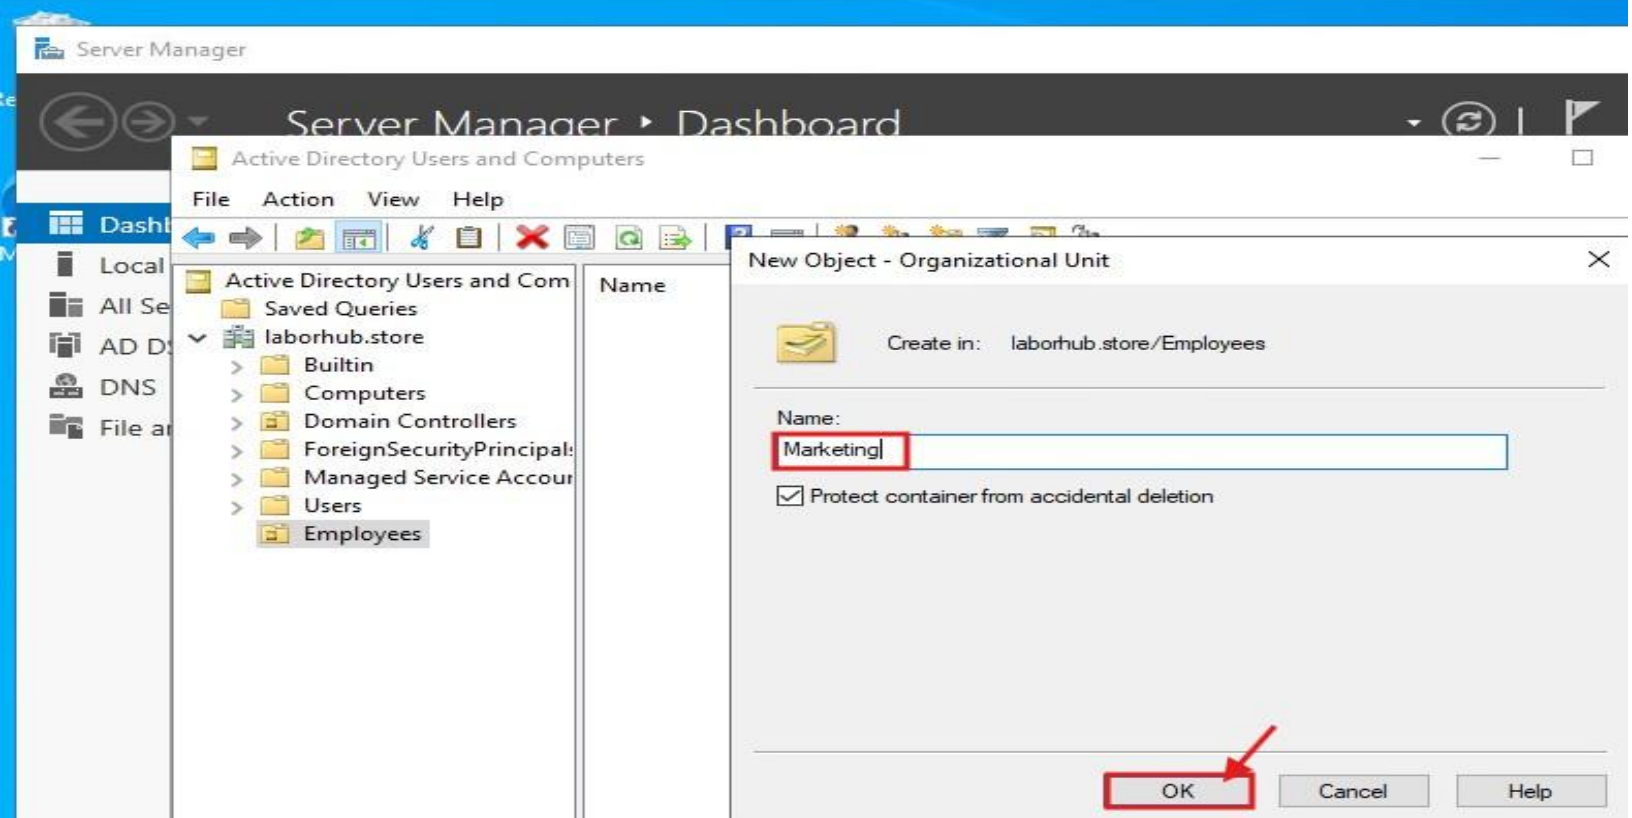 Server Manager
Server Manager • Dashboard
Active Directory Users and Computers
File Action View Help
Dashb
Local
All Se
AD DS
DNS
File an
Active Directory Users and Com
Saved Queries
laborhub.store
Builtin
Computers
Domain Controllers
ForeignSecurityPrincipals
Managed Service Accour
Users
Employees
Name
New Object - Organizational Unit
Create in: laborhub.store/Employees
Name:
Marketing
Protect container from accidental deletion
OK Cancel Help